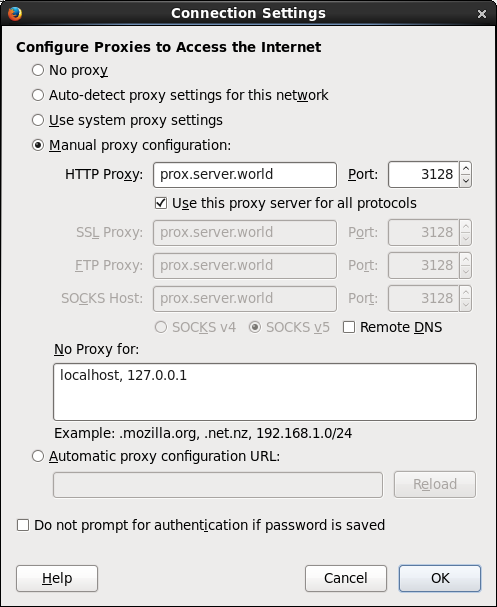 Connection Settings
Configure Proxies to Access the Internet
No proxy
Auto-detect proxy settings for this network
Use system proxy settings
Manual proxy configuration:
HTTP Proxy: prox.server.world Port: 3128
Use this proxy server for all protocols
SSL Proxy: prox.server.world Port: 3128
FTP Proxy: prox.server.world Port: 3128
SOCKS Host: prox.server.world Port: 3128
SOCKS v4 SOCKS v5 Remote DNS
No Proxy for:
localhost, 127.0.0.1
Example: .mozilla.org, .net.nz, 192.168.1.0/24
Automatic proxy configuration URL:
Reload
Do not prompt for authentication if password is saved
Help Cancel OK